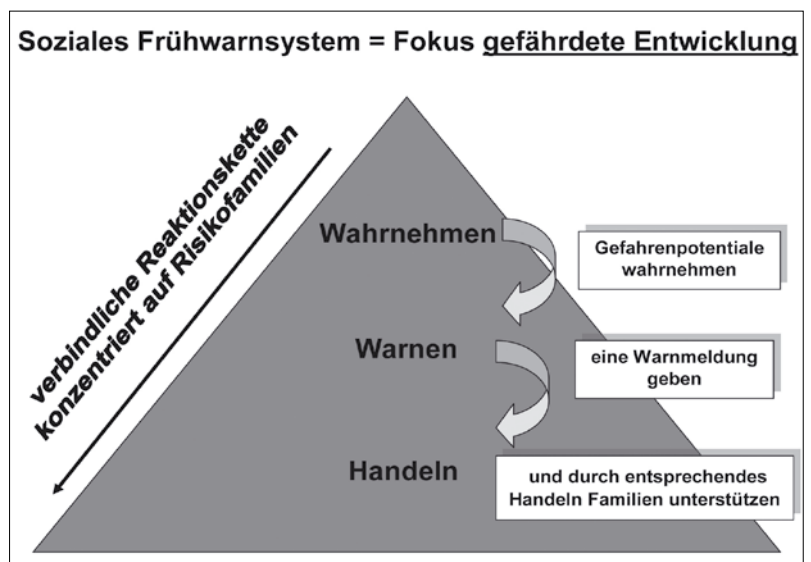 Soziales Frühwarnsystem = Fokus gefährdete Entwicklung
verbindliche Reaktionskette
konzentriert auf Risikofamilien
Wahrnehmen
Gefahrenpotentiale
wahrnehmen
Warnen
eine Warnmeldung
geben
Handeln
und durch entsprechendes
Handeln Familien unterstützen